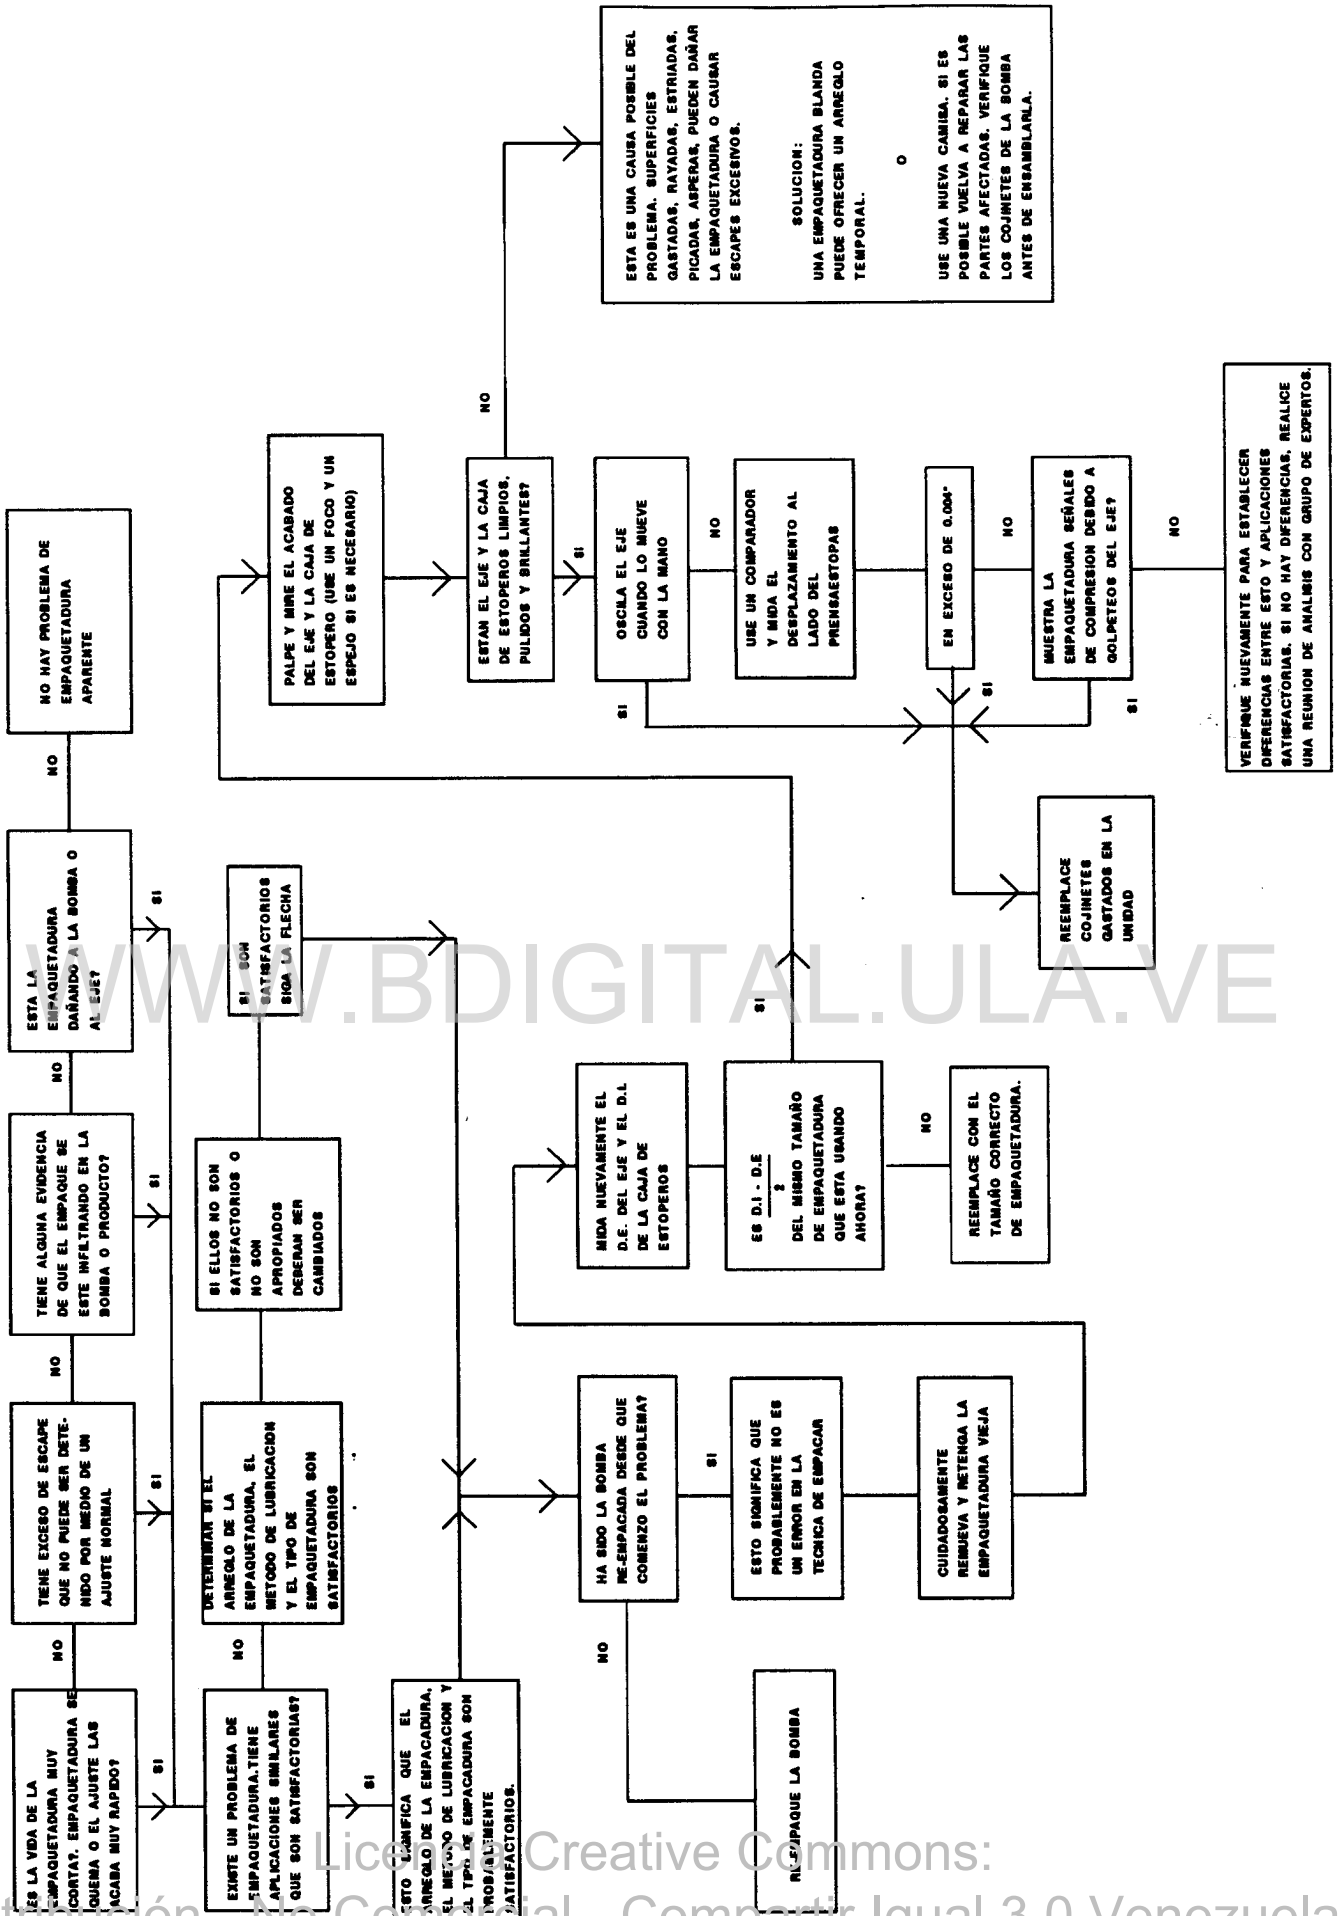 ES LA VIDA DE LA
EMPAQUETADURA MUY
CORTA?. EMPAQUETADURA SE
QUEMA O EL AJUSTE LAS
ACABA MUY RAPIDO?
NO
SI
TIENE EXCESO DE ESCAPE
QUE NO PUEDE SER DETE-
NIDO POR MEDIO DE UN
AJUSTE NORMAL
NO
SI
TIENE ALGUNA EVIDENCIA
DE QUE EL EMPAQUE SE
ESTE INFILTRANDO EN LA
BOMBA O PRODUCTO?
NO
SI
ESTA LA
EMPAQUETADURA
DAÑANDO A LA BOMBA O
AL EJE?
NO
SI
NO HAY PROBLEMA DE
EMPAQUETADURA
APARENTE
EXISTE UN PROBLEMA DE
EMPAQUETADURA.TIENE
APLICACIONES SIMILARES
QUE SON SATISFACTORIAS?
NO
SI
DETERMINAR SI EL
ARREGLO DE LA
EMPAQUETADURA, EL
METODO DE LUBRICACION
Y EL TIPO DE
EMPAQUETADURA SON
SATISFACTORIOS
SI ELLOS NO SON
SATISFACTORIOS O
NO SON
APROPIADOS
DEBERAN SER
CAMBIADOS
SI SON
SATISFACTORIOS
SIGA LA FLECHA
ESTO SIGNIFICA QUE EL
ARREGLO DE LA EMPACADURA,
EL METODO DE LUBRICACION Y
EL TIPO DE EMPACADURA SON
PROBABLEMENTE
SATISFACTORIOS.
HA SIDO LA BOMBA
RE-EMPACADA DESDE QUE
COMENZO EL PROBLEMA?
NO
SI
RE-EMPAQUE LA BOMBA
ESTO SIGNIFICA QUE
PROBABLEMENTE NO ES
UN ERROR EN LA
TECNICA DE EMPACAR
CUIDADOSAMENTE
REMUEVA Y RETENGA LA
EMPAQUETADURA VIEJA
MIDA NUEVAMENTE EL
D.E. DEL EJE Y EL D.I.
DE LA CAJA DE
ESTOPEROS
ES D.I - D.E
2
DEL MISMO TAMAÑO
DE EMPAQUETADURA
QUE ESTA USANDO
AHORA?
SI
NO
REEMPLACE CON EL
TAMAÑO CORRECTO
DE EMPAQUETADURA.
PALPE Y MIRE EL ACABADO
DEL EJE Y LA CAJA DE
ESTOPERO (USE UN FOCO Y UN
ESPEJO SI ES NECESARIO)
ESTAN EL EJE Y LA CAJA
DE ESTOPEROS LIMPIOS,
PULIDOS Y BRILLANTES?
NO
SI
ESTA ES UNA CAUSA POSIBLE DEL
PROBLEMA. SUPERFICIES
GASTADAS, RAYADAS, ESTRIADAS,
PICADAS, ASPERAS, PUEDEN DAÑAR
LA EMPAQUETADURA O CAUSAR
ESCAPES EXCESIVOS.
SOLUCION:
UNA EMPAQUETADURA BLANDA
PUEDE OFRECER UN ARREGLO
TEMPORAL.
O
USE UNA NUEVA CAMISA. SI ES
POSIBLE VUELVA A REPARAR LAS
PARTES AFECTADAS. VERIFIQUE
LOS COJINETES DE LA BOMBA
ANTES DE ENSAMBLARLA.
OSCILA EL EJE
CUANDO LO MUEVE
CON LA MANO
SI
NO
USE UN COMPARADOR
Y MIDA EL
DESPLAZAMIENTO AL
LADO DEL
PRENSAESTOPAS
EN EXCESO DE 0.004"
SI
NO
MUESTRA LA
EMPAQUETADURA SEÑALES
DE COMPRESION DEBIDO A
GOLPETEOS DEL EJE?
SI
NO
REEMPLACE
COJINETES
GASTADOS EN LA
UNIDAD
VERIFIQUE NUEVAMENTE PARA ESTABLECER
DIFERENCIAS ENTRE ESTO Y APLICACIONES
SATISFACTORIAS. SI NO HAY DIFERENCIAS, REALICE
UNA REUNION DE ANALISIS CON GRUPO DE EXPERTOS.
WWW.BDIGITAL.ULA.VE
Licencia Creative Commons:
tribución - No Comercial - Compartir Igual 3.0 Venezuela